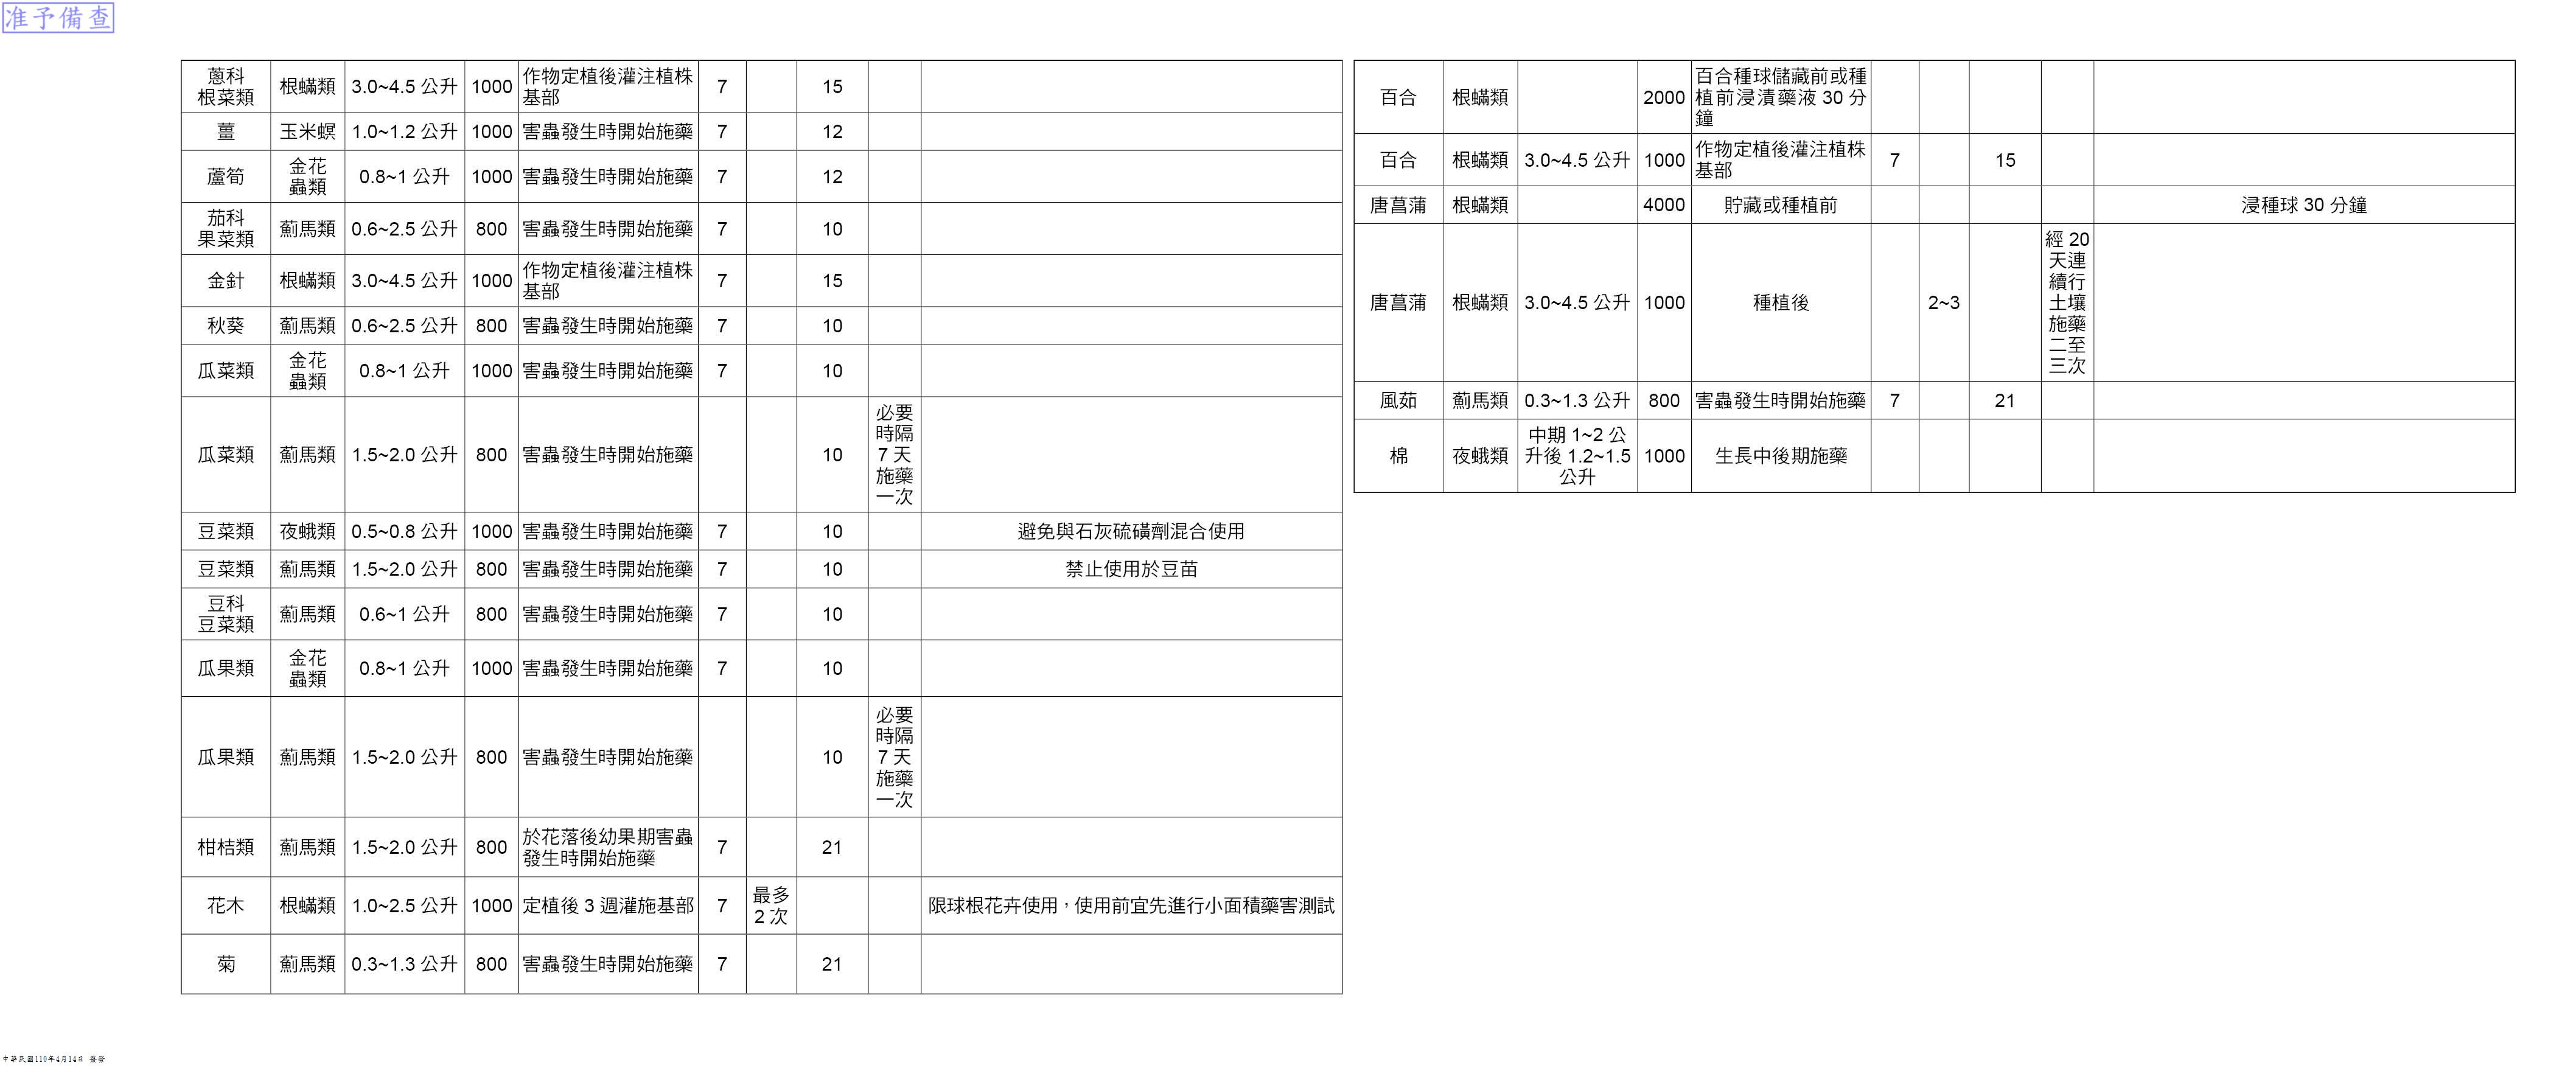 准予備查
蔥科
根菜類 根蟎類 3.0~4.5 公升 1000 作物定植後灌注植株
基部 7 15
薑 玉米螟 1.0~1.2 公升 1000 害蟲發生時開始施藥 7 12
蘆筍 金花
蟲類 0.8~1 公升 1000 害蟲發生時開始施藥 7 12
茄科
果菜類 薊馬類 0.6~2.5 公升 800 害蟲發生時開始施藥 7 10
金針 根蟎類 3.0~4.5 公升 1000 作物定植後灌注植株
基部 7 15
秋葵 薊馬類 0.6~2.5 公升 800 害蟲發生時開始施藥 7 10
瓜菜類 金花
蟲類 0.8~1 公升 1000 害蟲發生時開始施藥 7 10
瓜菜類 薊馬類 1.5~2.0 公升 800 害蟲發生時開始施藥 10 必要
時隔
7 天
施藥
一次
豆菜類 夜蛾類 0.5~0.8 公升 1000 害蟲發生時開始施藥 7 10 避免與石灰硫磺劑混合使用
豆菜類 薊馬類 1.5~2.0 公升 800 害蟲發生時開始施藥 7 10 禁止使用於豆苗
豆科
豆菜類 薊馬類 0.6~1 公升 800 害蟲發生時開始施藥 7 10
瓜果類 金花
蟲類 0.8~1 公升 1000 害蟲發生時開始施藥 7 10
瓜果類 薊馬類 1.5~2.0 公升 800 害蟲發生時開始施藥 10 必要
時隔
7 天
施藥
一次
柑桔類 薊馬類 1.5~2.0 公升 800 於花落後幼果期害蟲
發生時開始施藥 7 21
花木 根蟎類 1.0~2.5 公升 1000 定植後 3 週灌施基部 7 最多
2 次 限球根花卉使用，使用前宜先進行小面積藥害測試
菊 薊馬類 0.3~1.3 公升 800 害蟲發生時開始施藥 7 21
百合 根蟎類 2000 百合種球儲藏前或種
植前浸漬藥液 30 分
鐘
百合 根蟎類 3.0~4.5 公升 1000 作物定植後灌注植株
基部 7 15
唐菖蒲 根蟎類 4000 貯藏或種植前 浸種球 30 分鐘
唐菖蒲 根蟎類 3.0~4.5 公升 1000 種植後 2~3 經 20
天連
續行
土壤
施藥
二至
三次
風茹 薊馬類 0.3~1.3 公升 800 害蟲發生時開始施藥 7 21
棉 夜蛾類 中期 1~2 公
升後 1.2~1.5
公升 1000 生長中後期施藥
中華民國110年4月14日 簽發